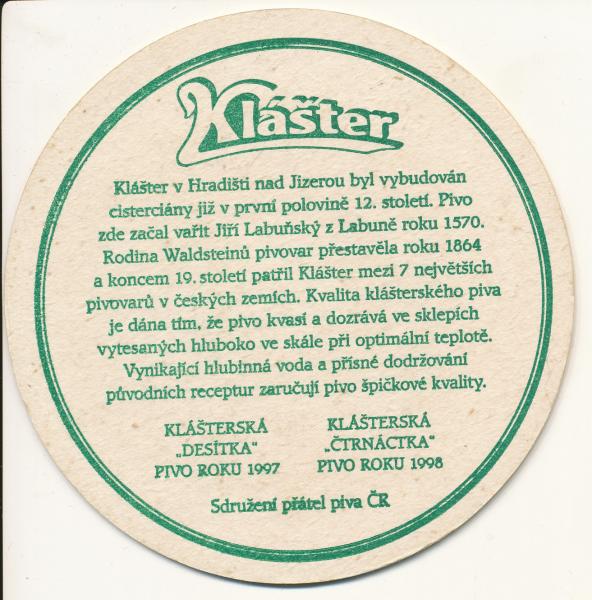 Klášter
Klášter v Hradišti nad Jizerou byl vybudován
cisterciány již v první polovině 12. století. Pivo
zde začal vařit Jiří Labuňský z Labuně roku 1570.
Rodina Waldsteinů pivovar přestavěla roku 1864
a koncem 19. století patřil Klášter mezi 7 největších
pivovarů v českých zemích. Kvalita klášterského piva
je dána tím, že pivo kvasí a dozrává ve sklepích
vytesaných hluboko ve skále při optimální teplotě.
Vynikající hlubinná voda a přísné dodržování
původních receptur zaručují pivo špičkové kvality.
KLÁŠTERSKÁ
„DESÍTKA“
PIVO ROKU 1997
KLÁŠTERSKÁ
„ČTRNÁCTKA“
PIVO ROKU 1998
Sdružení přátel piva ČR